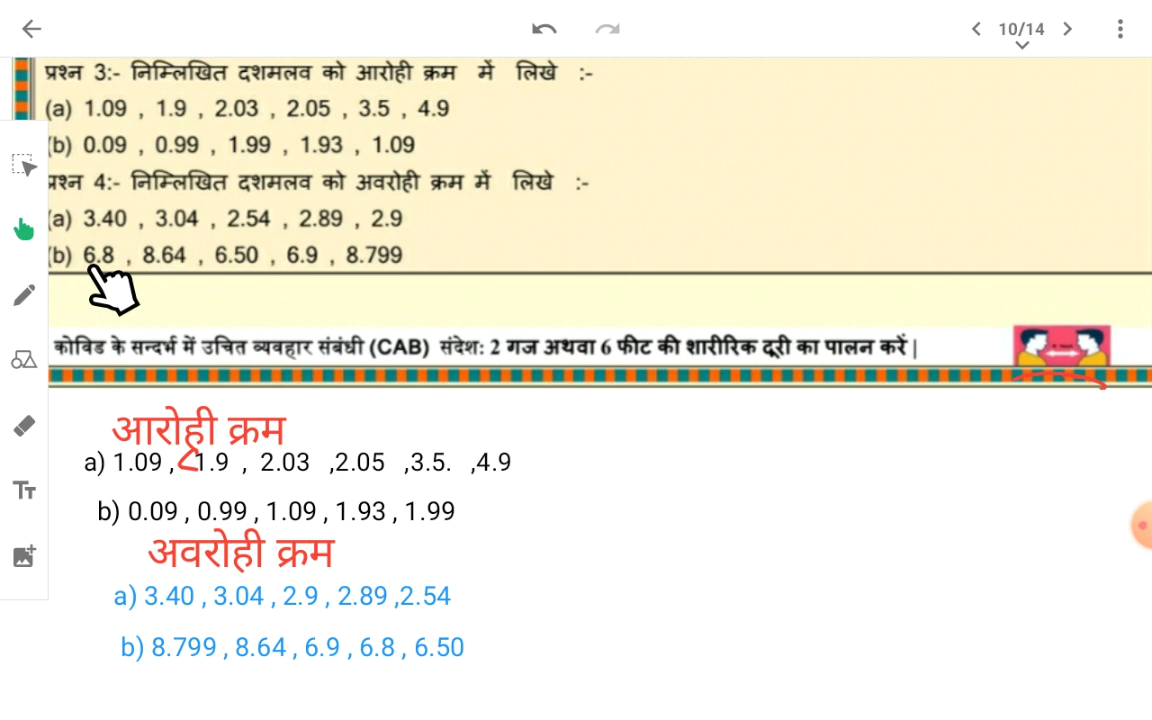 10/14
प्रश्न 3:- निम्लिखित दशमलव को आरोही क्रम में लिखे :-
(a) 1.09 , 1.9 , 2.03 , 2.05 , 3.5 , 4.9
(b) 0.09 , 0.99 , 1.99 , 1.93 , 1.09
प्रश्न 4:- निम्लिखित दशमलव को अवरोही क्रम में लिखे :-
(a) 3.40 , 3.04 , 2.54 , 2.89 , 2.9
(b) 6.8 , 8.64 , 6.50 , 6.9 , 8.799
कोविड के सन्दर्भ में उचित व्यवहार संबंधी (CAB) संदेश: 2 गज अथवा 6 फीट की शारीरिक दूरी का पालन करें |
आरोही क्रम
a) 1.09 , <1.9 , 2.03 ,2.05 ,3.5. ,4.9
b) 0.09 , 0.99 , 1.09 , 1.93 , 1.99
अवरोही क्रम
a) 3.40 , 3.04 , 2.9 , 2.89 ,2.54
b) 8.799 , 8.64 , 6.9 , 6.8 , 6.50
Tт